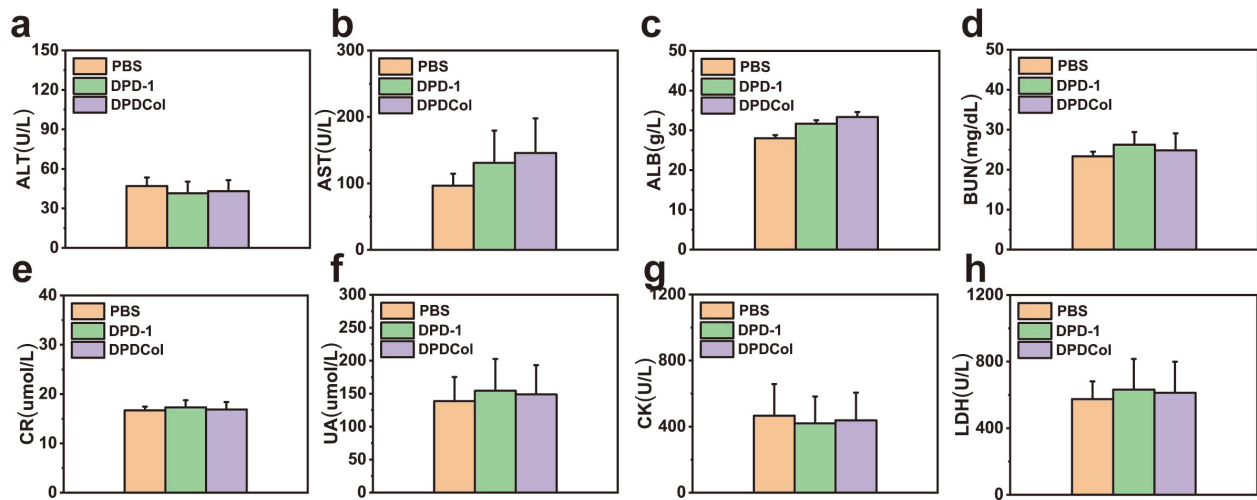 a
150
120
90
60
30
0
ALT(U/L)
PBS
DPD-1
DPDCol
b
300
200
100
0
AST(U/L)
PBS
DPD-1
DPDCol
c
50
40
30
20
10
0
ALB(g/L)
PBS
DPD-1
DPDCol
d
50
40
30
20
10
0
BUN(mg/dL)
PBS
DPD-1
DPDCol
e
40
30
20
10
0
CR(umol/L)
PBS
DPD-1
DPDCol
f
300
250
200
150
100
50
0
UA(umol/L)
PBS
DPD-1
DPDCol
g
1200
800
400
0
CK(U/L)
PBS
DPD-1
DPDCol
h
1200
800
400
0
LDH(U/L)
PBS
DPD-1
DPDCol